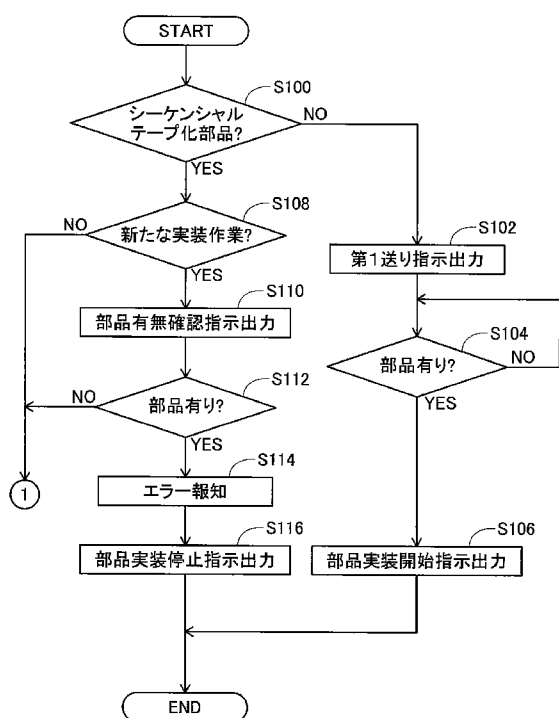 START
S100
シーケンシャル
テープ化部品?
NO
YES
S108
NO
新たな実装作業?
YES
S102
第1送り指示出力
S110
部品有無確認指示出力
S104
部品有り?
NO
YES
S112
NO
部品有り?
YES
S114
エラー報知
1
S116
部品実装停止指示出力
S106
部品実装開始指示出力
END